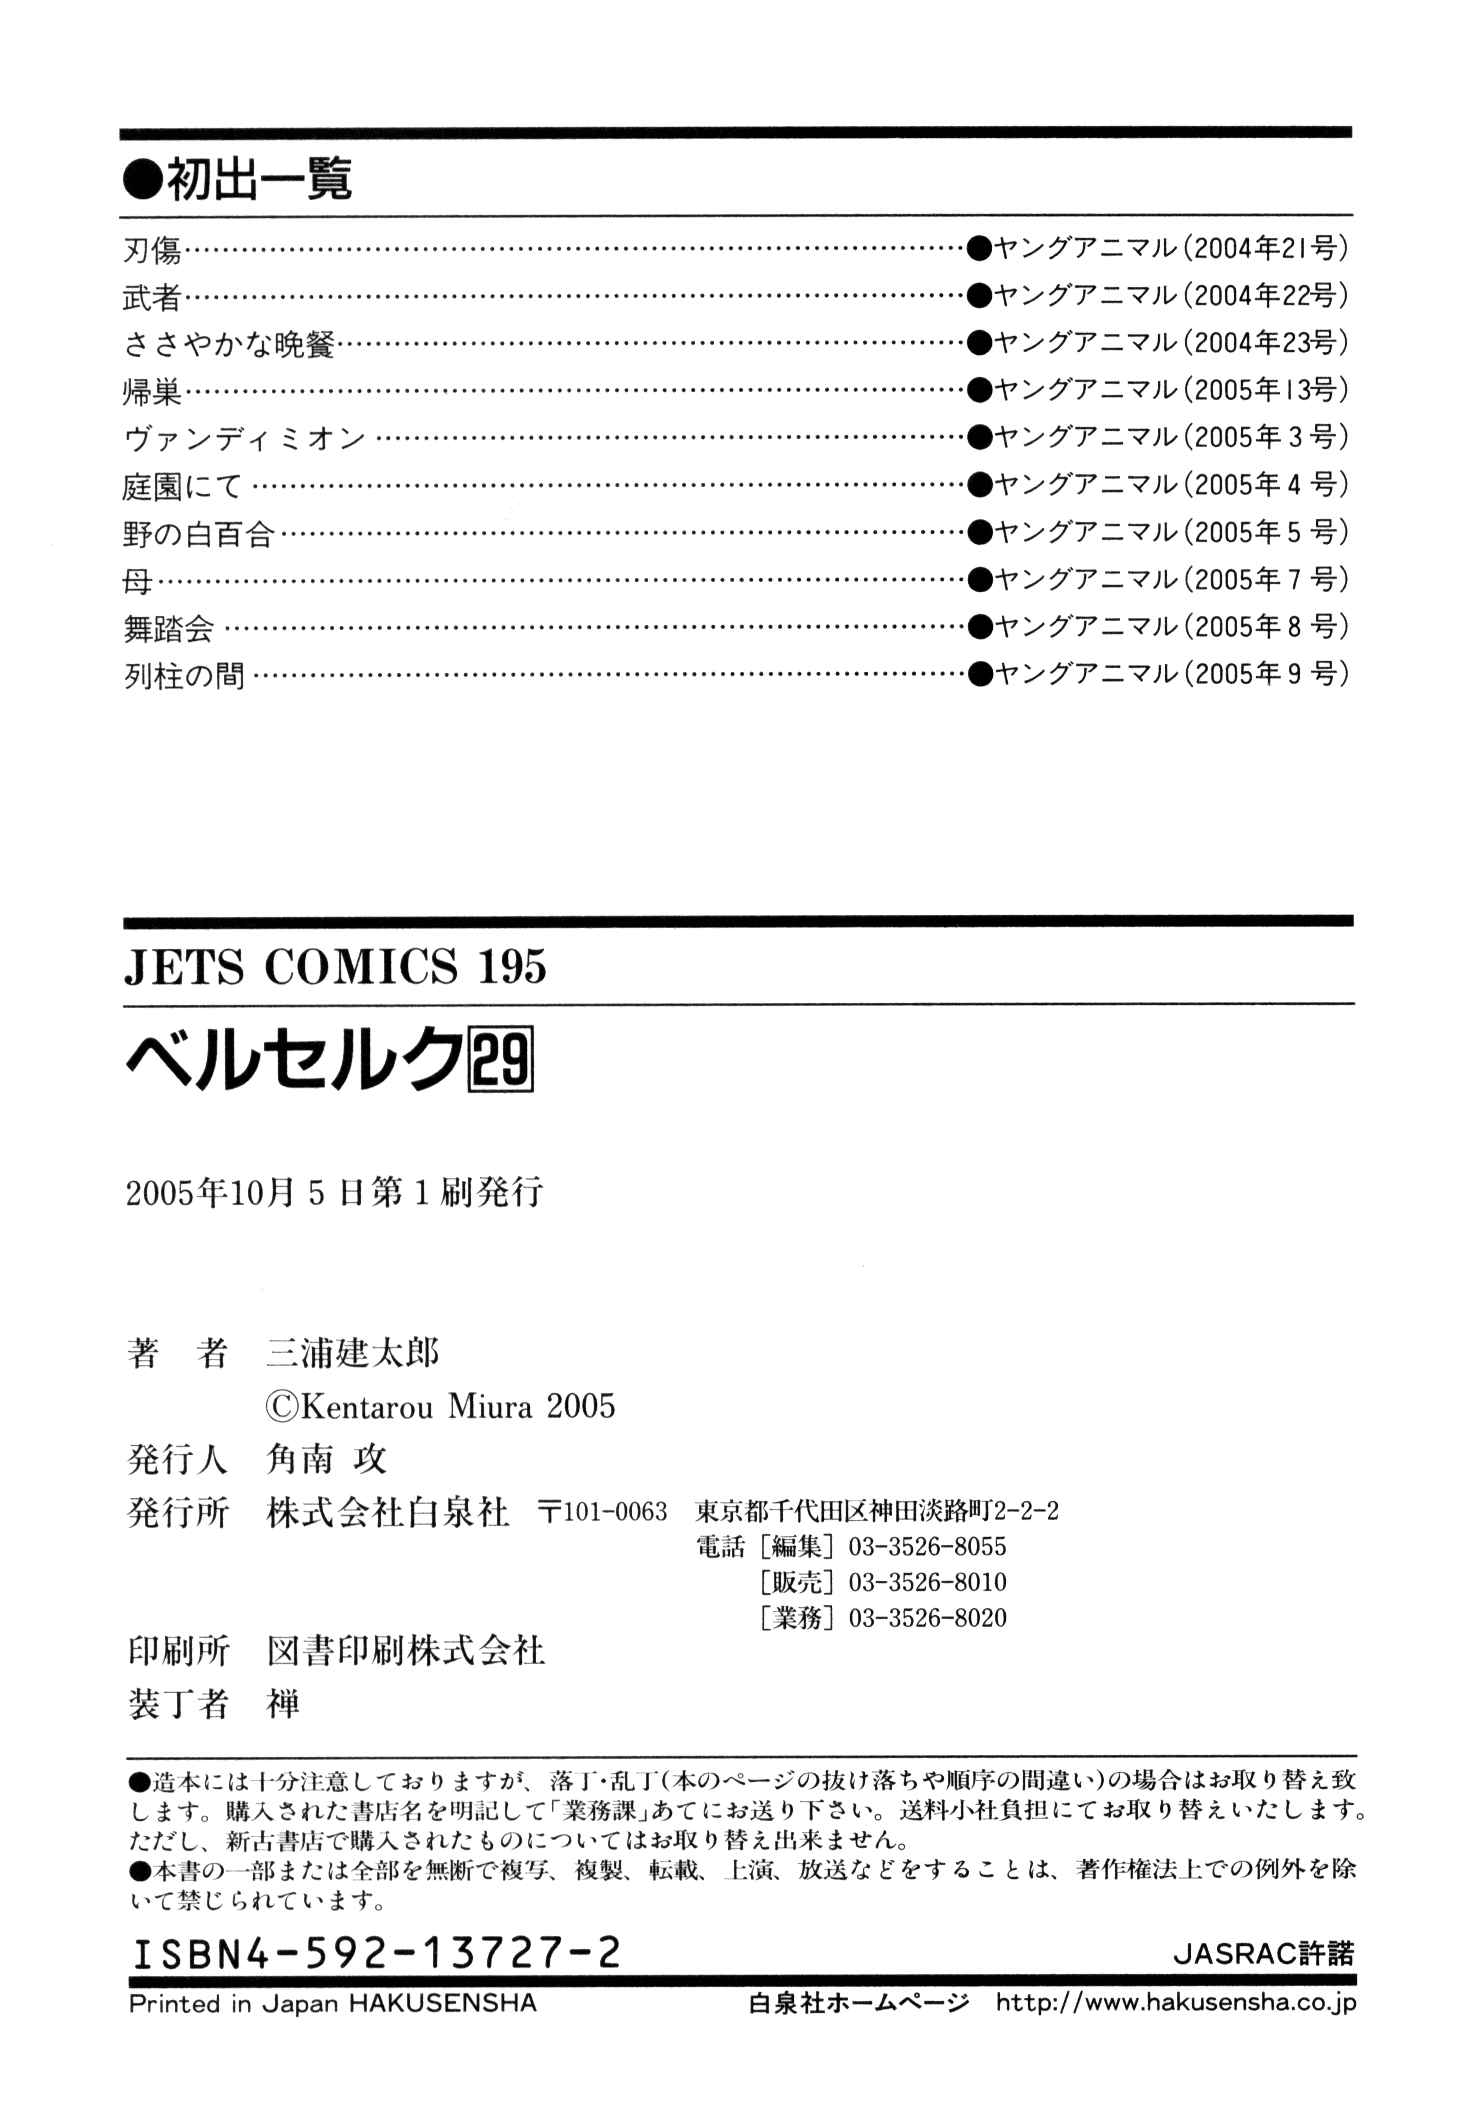 ●初出一覧
刃傷……●ヤングアニマル(2004年21号)
武者……●ヤングアニマル(2004年22号)
ささやかな晩餐……●ヤングアニマル(2004年23号)
帰巣……●ヤングアニマル(2005年13号)
ヴァンディミオン……●ヤングアニマル(2005年3号)
庭園にて……●ヤングアニマル(2005年4号)
野の白百合……●ヤングアニマル(2005年5号)
母……●ヤングアニマル(2005年7号)
舞踏会……●ヤングアニマル(2005年8号)
列柱の間……●ヤングアニマル(2005年9号)
JETS COMICS 195
ベルセルク29
2005年10月5日第1刷発行
著 者 三浦建太郎
©Kentarou Miura 2005
発行人 角南 攻
発行所 株式会社白泉社 〒101-0063 東京都千代田区神田淡路町2-2-2
電話[編集]03-3526-8055
[販売]03-3526-8010
[業務]03-3526-8020
印刷所 図書印刷株式会社
装丁者 禅
●造本には十分注意しておりますが、落丁・乱丁(本のページの抜け落ちや順序の間違い)の場合はお取り替え致
します。購入された書店名を明記して「業務課」あてにお送り下さい。送料小社負担にてお取り替えいたします。
ただし、新古書店で購入されたものについてはお取り替え出来ません。
●本書の一部または全部を無断で複写、複製、転載、上演、放送などをすることは、著作権法上での例外を除
いて禁じられています。
ISBN4-592-13727-2 JASRAC許諾
Printed in Japan HAKUSENSHA 白泉社ホームページ http://www.hakusensha.co.jp